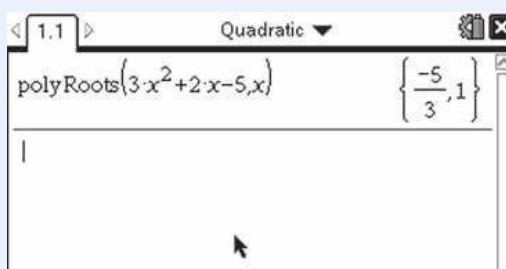 1.1 Quadratic
polyRoots(3·x²+2·x−5,x) {−5/3,1}